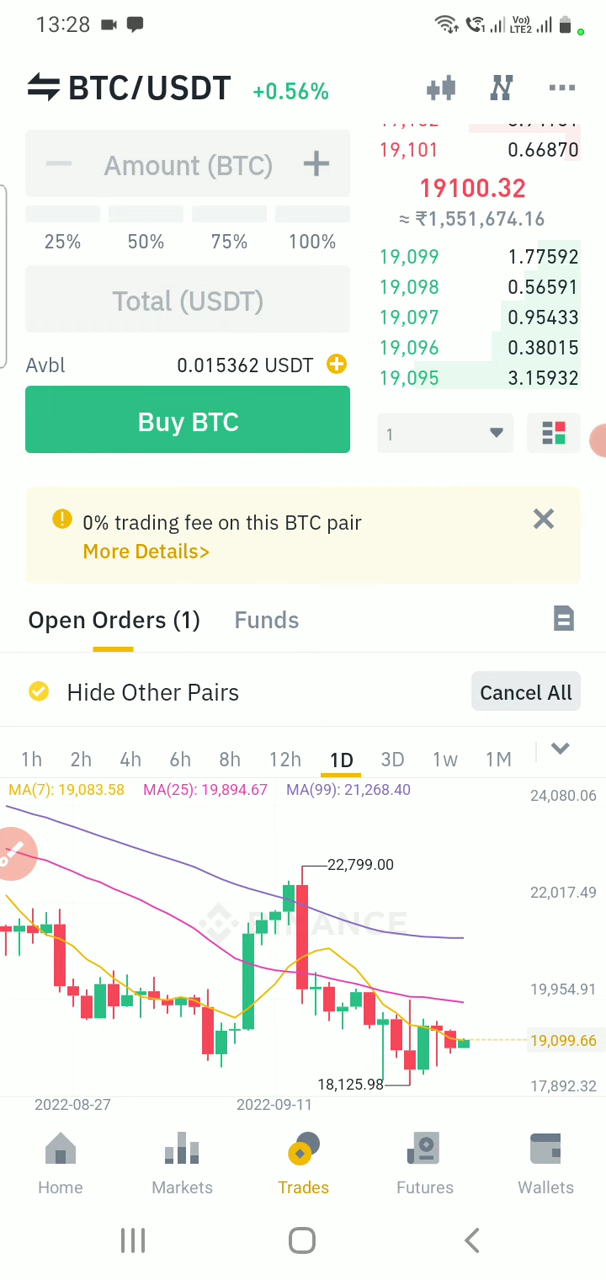 13:28 Vo)) 1 LTE2
BTC/USDT +0.56%
Amount (BTC)
19,101 0.66870
19100.32
≈ ₹1,551,674.16
25% 50% 75% 100%
19,099 1.77592
19,098 0.56591
Total (USDT)
19,097 0.95433
19,096 0.38015
Avbl 0.015362 USDT
19,095 3.15932
Buy BTC
1
0% trading fee on this BTC pair
More Details>
Open Orders (1) Funds
Hide Other Pairs Cancel All
1h 2h 4h 6h 8h 12h 1D 3D 1w 1M
MA(7): 19,083.58 MA(25): 19,894.67 MA(99): 21,268.40
24,080.06
22,799.00
22,017.49
BINANCE
19,954.91
19,099.66
18,125.98
17,892.32
2022-08-27 2022-09-11
Home Markets Trades Futures Wallets